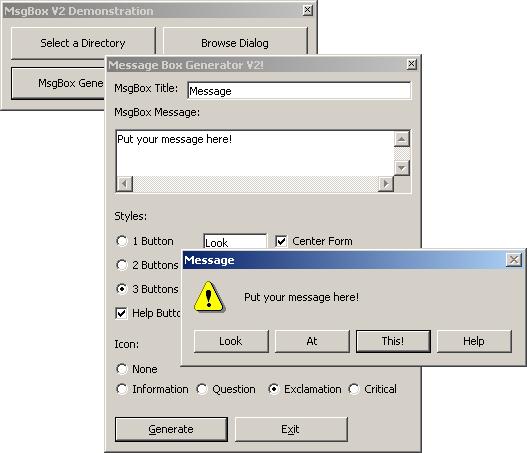 MsgBox V2 Demonstration
Select a Directory
Browse Dialog
MsgBox Gene
Message Box Generator V2!
MsgBox Title:
Message
MsgBox Message:
Put your message here!
Styles:
1 Button
Look
Center Form
2 Buttons
3 Buttons
Help Butto
Message
Put your message here!
Look
At
This!
Help
Icon:
None
Information
Question
Exclamation
Critical
Generate
Exit